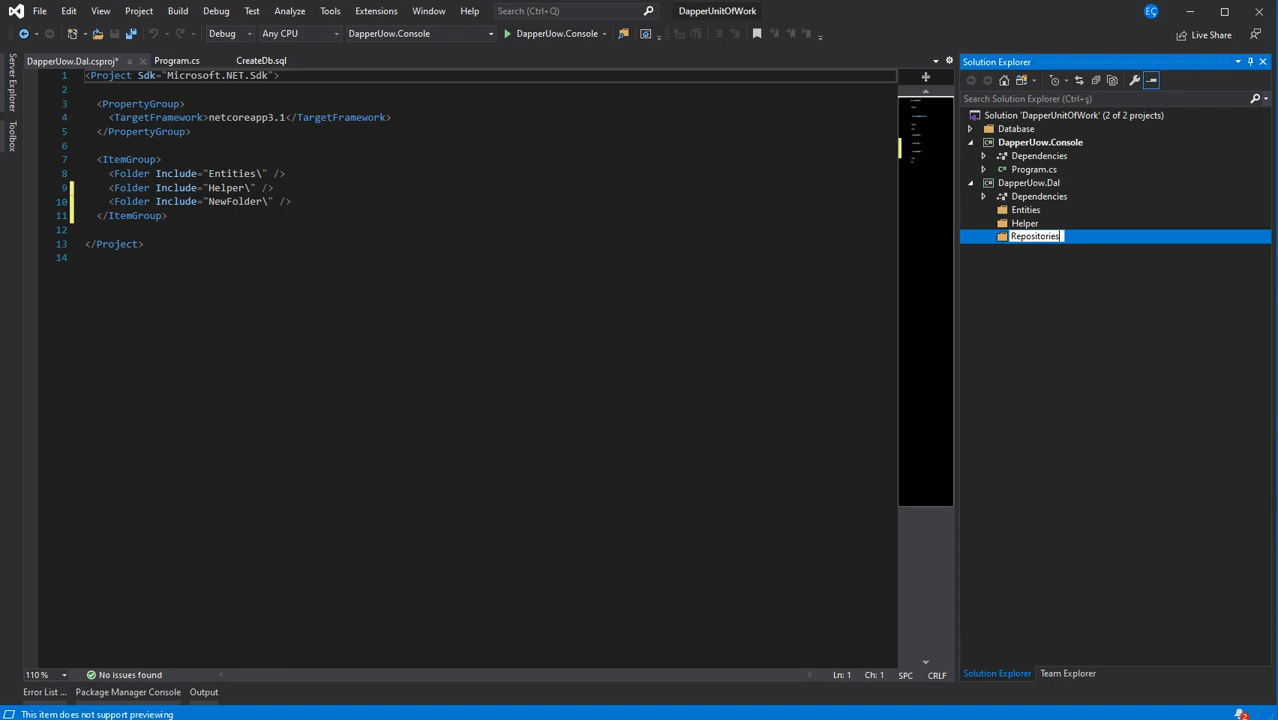 File Edit View Project Build Debug Test Analyze Tools Extensions Window Help Search (Ctrl+Q) DapperUnitOfWork EÇ
Debug Any CPU DapperUow.Console DapperUow.Console Live Share
Server Explorer
Toolbox
DapperUow.Dal.csproj* Program.cs CreateDb.sql
1 <Project Sdk="Microsoft.NET.Sdk">
2
3 <PropertyGroup>
4 <TargetFramework>netcoreapp3.1</TargetFramework>
5 </PropertyGroup>
6
7 <ItemGroup>
8 <Folder Include="Entities\" />
9 <Folder Include="Helper\" />
10 <Folder Include="NewFolder\" />
11 </ItemGroup>
12
13 </Project>
14
Solution Explorer
Search Solution Explorer (Ctrl+ş)
Solution 'DapperUnitOfWork' (2 of 2 projects)
Database
DapperUow.Console
Dependencies
Program.cs
DapperUow.Dal
Dependencies
Entities
Helper
Repositories
110 % No issues found Ln: 1 Ch: 1 SPC CRLF
Solution Explorer Team Explorer
Error List ... Package Manager Console Output
This item does not support previewing 2